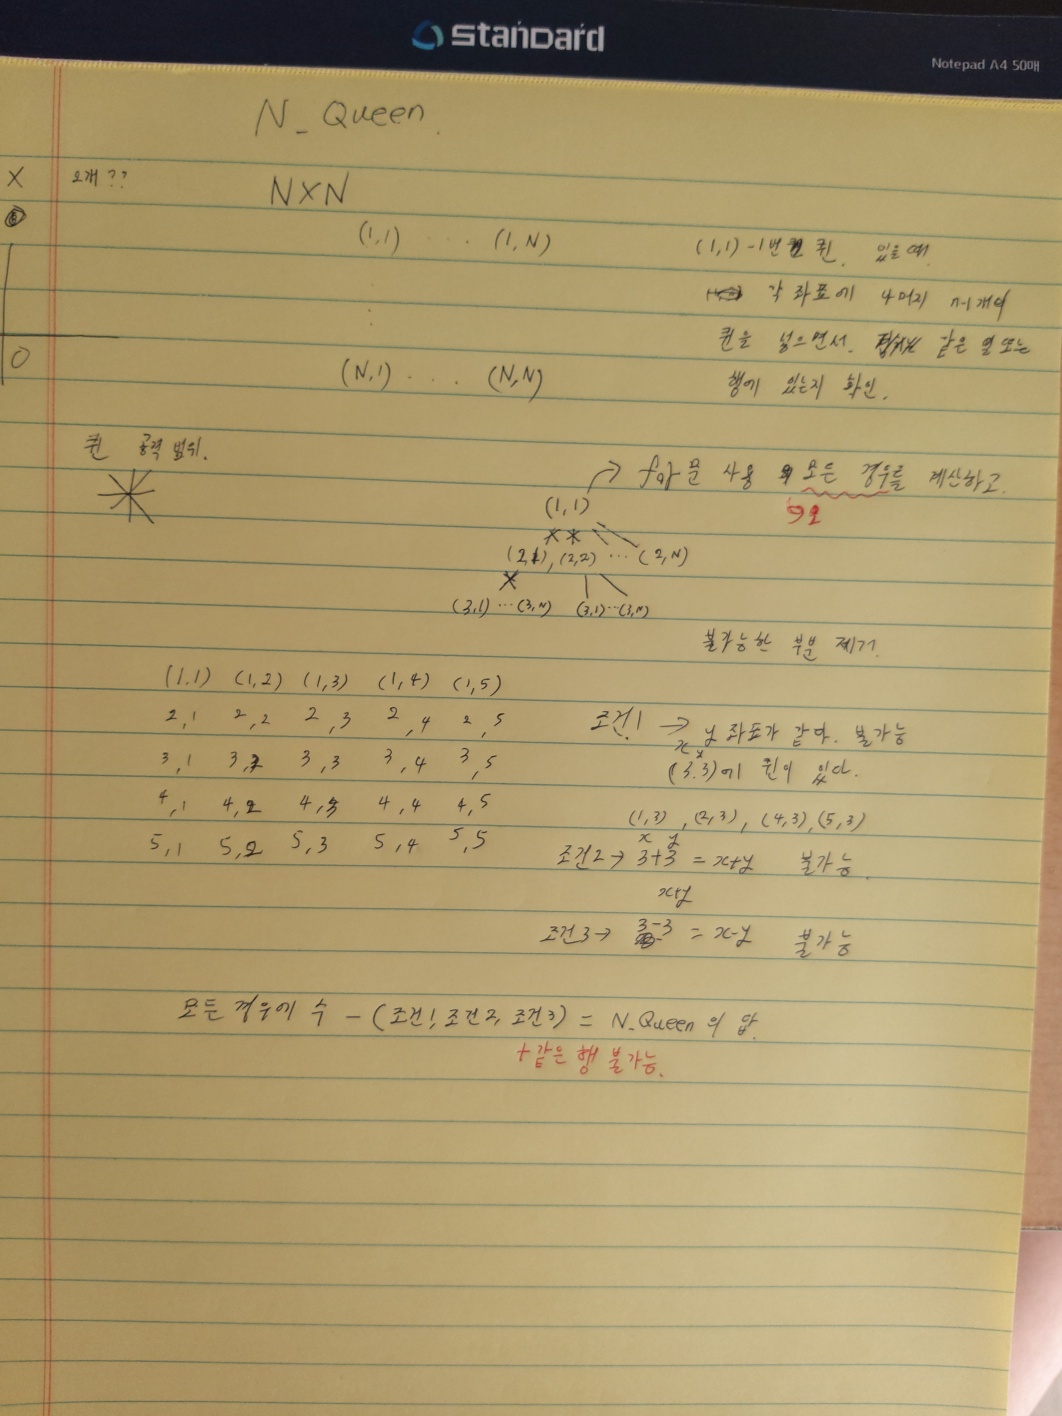 standard
Notepad A4 50매
N_Queen.
X
오개 ??
NXN
(1,1) .... (1,N)
(1,1) -1번 퀸. 있을 때.
각 좌표에 나머지 n-1개의
퀸을 넣으면서. 같은 열 또는
O
(N,1) .... (N,N)
행에 있는지 확인.
퀸 공격 범위.
for문 사용 모든 경우를 계산하고.
(1,1)
(2,1), (2,2) ... (2,N)
(3,1) ... (3,N) (3,1) ... (3,N)
불가능한 부분 제거.
(1.1) (1,2) (1,3) (1,4) (1,5)
2,1 2,2 2,3 2,4 2,5
조건1 → y 좌표가 같다. 불가능
3,1 3,2 3,3 3,4 3,5
x y
(3.3)에 퀸이 있다.
4,1 4,2 4,3 4,4 4,5
(1,3), (2,3), (4,3), (5,3)
5,1 5,2 5,3 5,4 5,5
x y
조건2→ 3+3 = x+y 불가능.
x+y
조건3→ 3-3 = x-y 불가능
모든 경우에 수 - (조건1, 조건2, 조건3) = N_Queen의 답.
+같은 행 불가능.